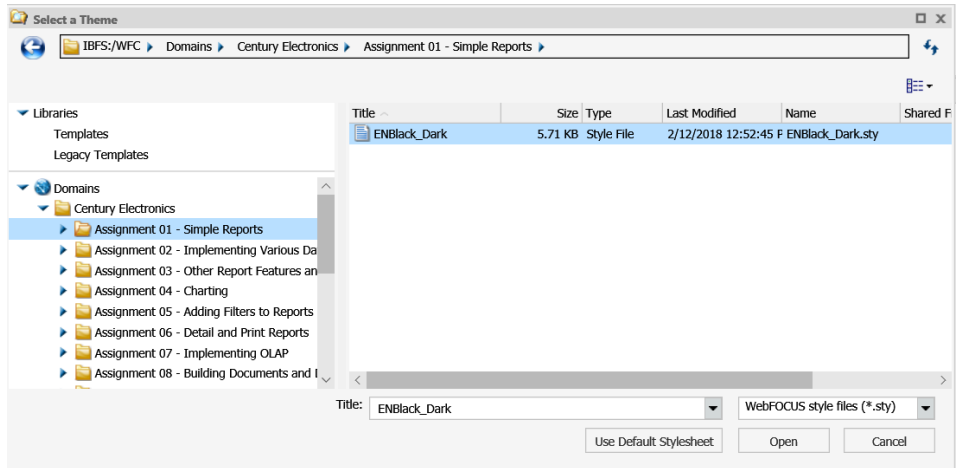 Select a Theme
IBFS:/WFC Domains Century Electronics Assignment 01 - Simple Reports
Libraries
Templates
Legacy Templates
Domains
Century Electronics
Assignment 01 - Simple Reports
Assignment 02 - Implementing Various Da
Assignment 03 - Other Report Features an
Assignment 04 - Charting
Assignment 05 - Adding Filters to Reports
Assignment 06 - Detail and Print Reports
Assignment 07 - Implementing OLAP
Assignment 08 - Building Documents and
Title Size Type Last Modified Name Shared F
ENBlack_Dark 5.71 KB Style File 2/12/2018 12:52:45 P ENBlack_Dark.sty
Title: ENBlack_Dark WebFOCUS style files (*.sty)
Use Default Stylesheet Open Cancel